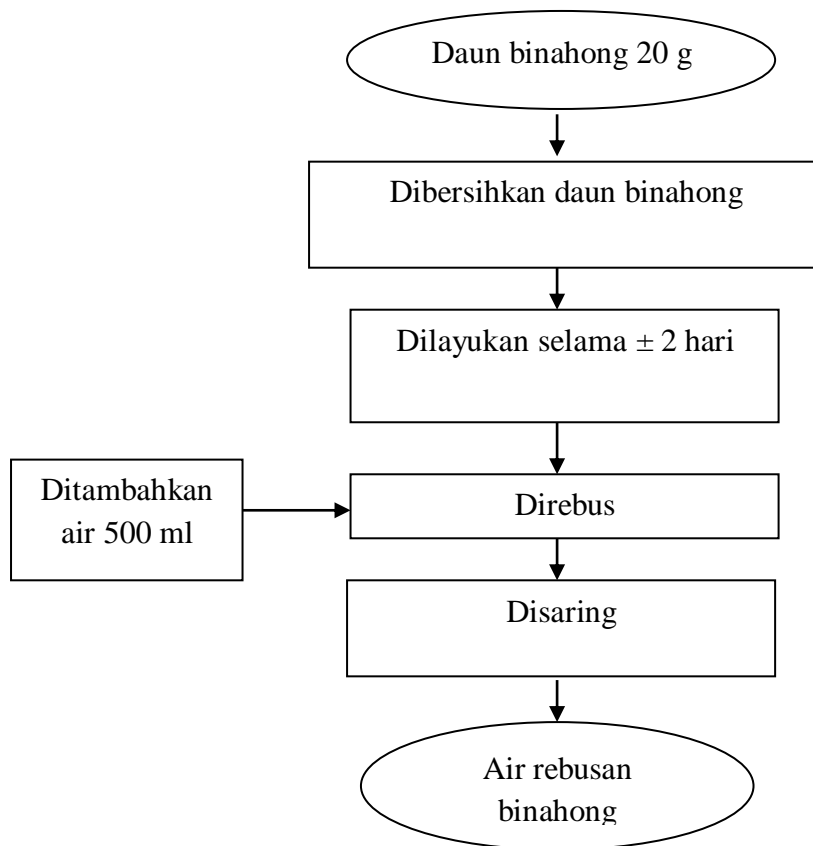 Daun binahong 20 g
Dibersihkan daun binahong
Dilayukan selama ± 2 hari
Ditambahkan
air 500 ml
Direbus
Disaring
Air rebusan
binahong